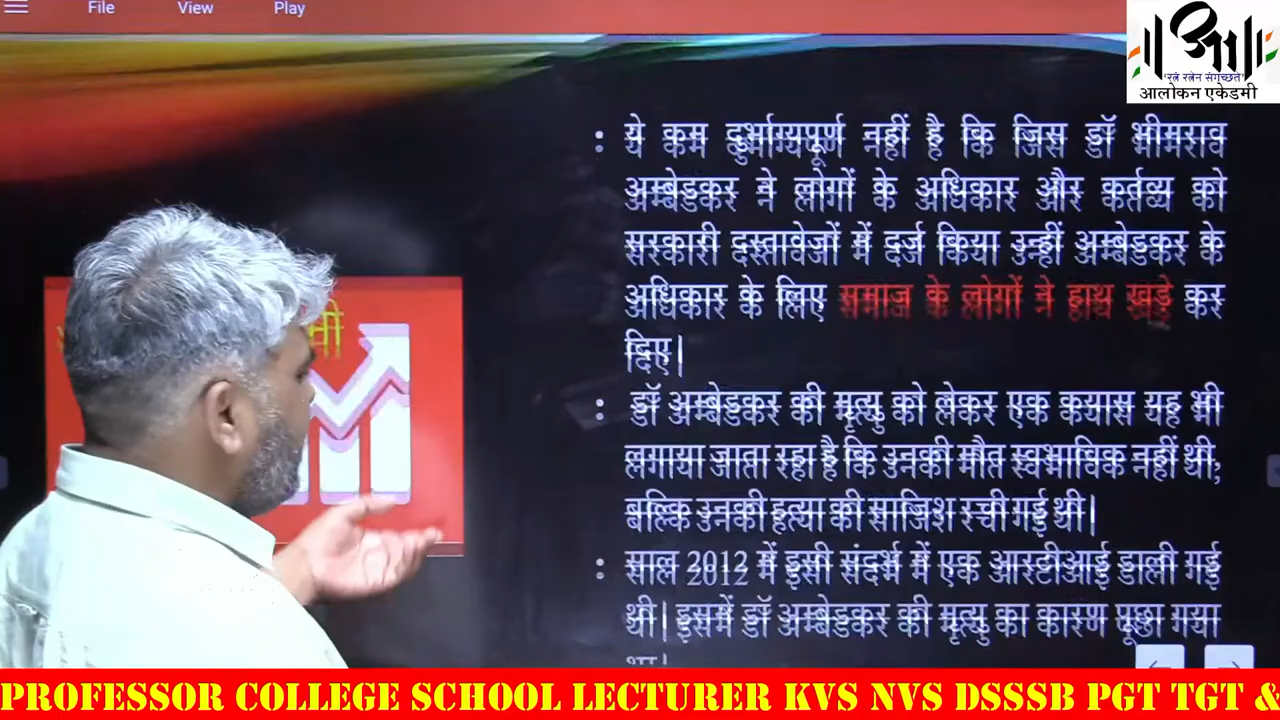 File View Play
'रत्नं रत्नेन संगच्छते'
आलोकन एकेडमी
: ये कम दुर्भाग्यपूर्ण नहीं है कि जिस डॉ भीमराव
अम्बेडकर ने लोगों के अधिकार और कर्तव्य को
सरकारी दस्तावेजों में दर्ज किया उन्हीं अम्बेडकर के
अधिकार के लिए समाज के लोगों ने हाथ खड़े कर
दिए|
: डॉ अम्बेडकर की मृत्यु को लेकर एक कयास यह भी
लगाया जाता रहा है कि उनकी मौत स्वभाविक नहीं थी,
बल्कि उनकी हत्या की साजिश रची गई थी|
: साल 2012 में इसी संदर्भ में एक आरटीआई डाली गई
थी| इसमें डॉ अम्बेडकर की मृत्यु का कारण पूछा गया
PROFESSOR COLLEGE SCHOOL LECTURER KVS NVS DSSSB PGT TGT &